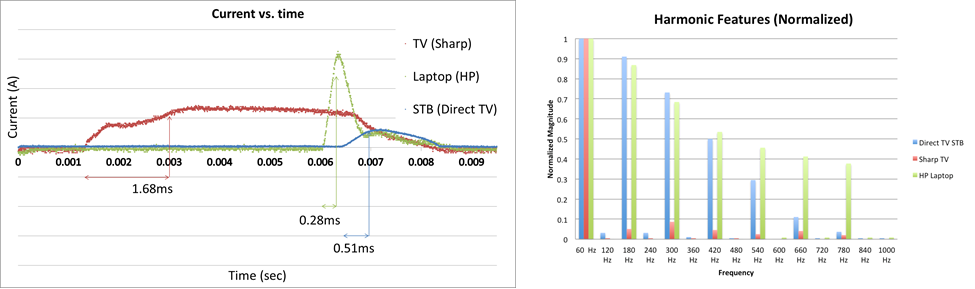 Current vs. time
TV (Sharp)
Laptop (HP)
STB (Direct TV)
Current (A)
0 0.001 0.002 0.003 0.004 0.005 0.006 0.007 0.008 0.009
1.68ms
0.28ms
0.51ms
Time (sec)
Harmonic Features (Normalized)
Normalized Magnitude
1
0.9
0.8
0.7
0.6
0.5
0.4
0.3
0.2
0.1
0
60 Hz 120 180 240 300 360 420 480 540 600 660 720 780 840 1000
Hz Hz Hz Hz Hz Hz Hz Hz Hz Hz Hz Hz Hz Hz
Frequency
Direct TV STB
Sharp TV
HP Laptop